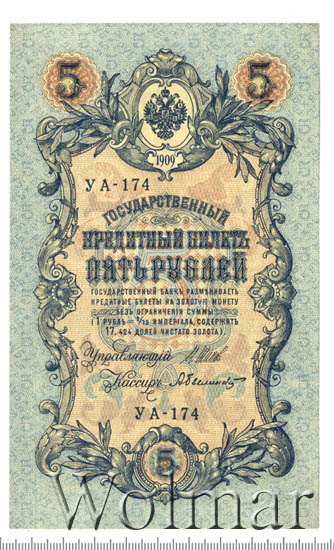 5 5
1909
УА-174
ГОСУДАРСТВЕННЫЙ
КРЕДИТНЫЙ БИЛЕТЪ
ПЯТЬ РУБЛЕЙ
ГОСУДАРСТВЕННЫЙ БАНКЪ РАЗМѢНИВАЕТЪ
КРЕДИТНЫЕ БИЛЕТЫ НА ЗОЛОТУЮ МОНЕТУ
БЕЗЪ ОГРАНИЧЕНІЯ СУММЫ
(1 РУБЛЬ = 1/15 ИМПЕРІАЛА, СОДЕРЖИТЪ
17,424 ДОЛЕЙ ЧИСТАГО ЗОЛОТА).
Управляющій
Кассиръ
УА-174
5
Wolmar